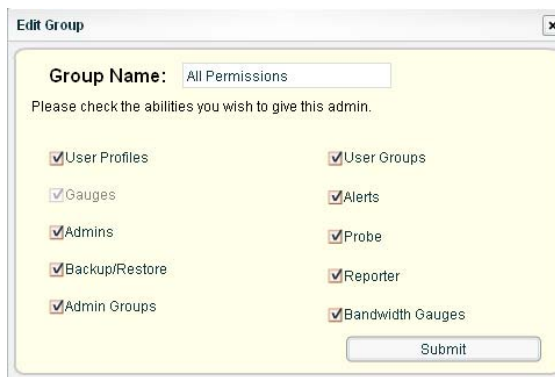 Edit Group
Group Name: All Permissions
Please check the abilities you wish to give this admin.
User Profiles
User Groups
Gauges
Alerts
Admins
Probe
Backup/Restore
Reporter
Admin Groups
Bandwidth Gauges
Submit